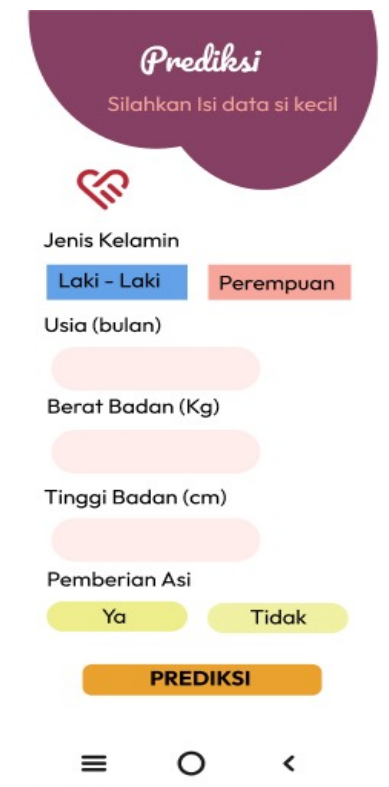 Prediksi
Silahkan Isi data si kecil
Jenis Kelamin
Laki - Laki Perempuan
Usia (bulan)
Berat Badan (Kg)
Tinggi Badan (cm)
Pemberian Asi
Ya Tidak
PREDIKSI